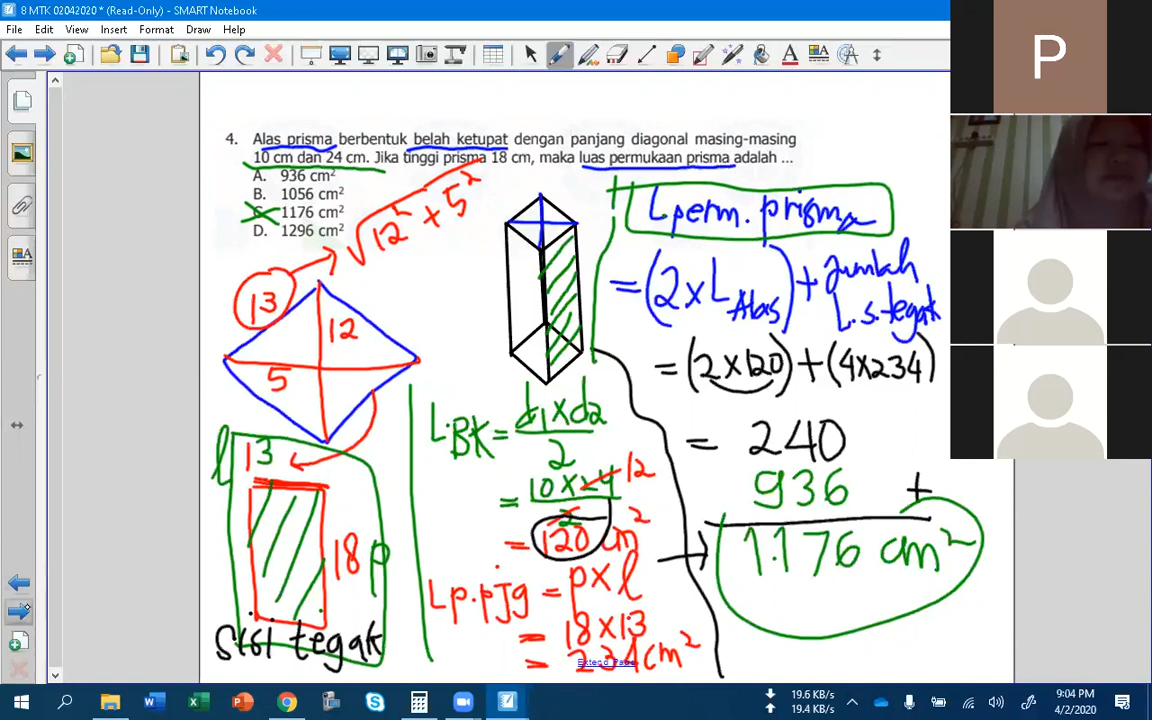 8 MTK 02042020 * (Read-Only) - SMART Notebook
File Edit View Insert Format Draw Help
4. Alas prisma berbentuk belah ketupat dengan panjang diagonal masing-masing
10 cm dan 24 cm. Jika tinggi prisma 18 cm, maka luas permukaan prisma adalah ...
A. 936 cm²
B. 1056 cm²
C. 1176 cm²
D. 1296 cm²
√12² + 5²
13
12
5
l 13
18 p
sisi tegak
L.BK = d1 x d2
2
= 10 x 24 12
2
= 120 cm²
Lp.pjg = p x l
= 18 x 13
= 234 cm²
L perm. prisma
= (2 x L Alas) + jumlah
L.s.tegak
= (2 x 120) + (4 x 234)
= 240
936 +
1.176 cm²
Extend Page
P
19.6 KB/s
19.4 KB/s
9:04 PM
4/2/2020